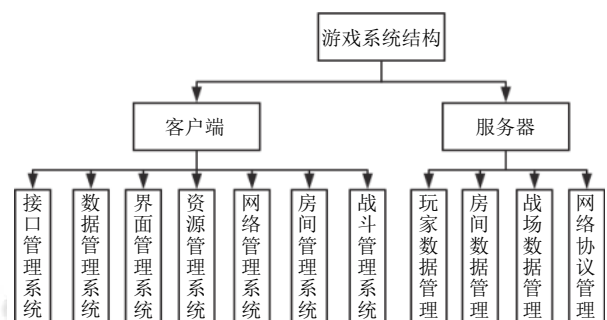 游戏系统结构
客户端
服务器
接口管理系统
数据管理系统
界面管理系统
资源管理系统
网络管理系统
房间管理系统
战斗管理系统
玩家数据管理
房间数据管理
战场数据管理
网络协议管理